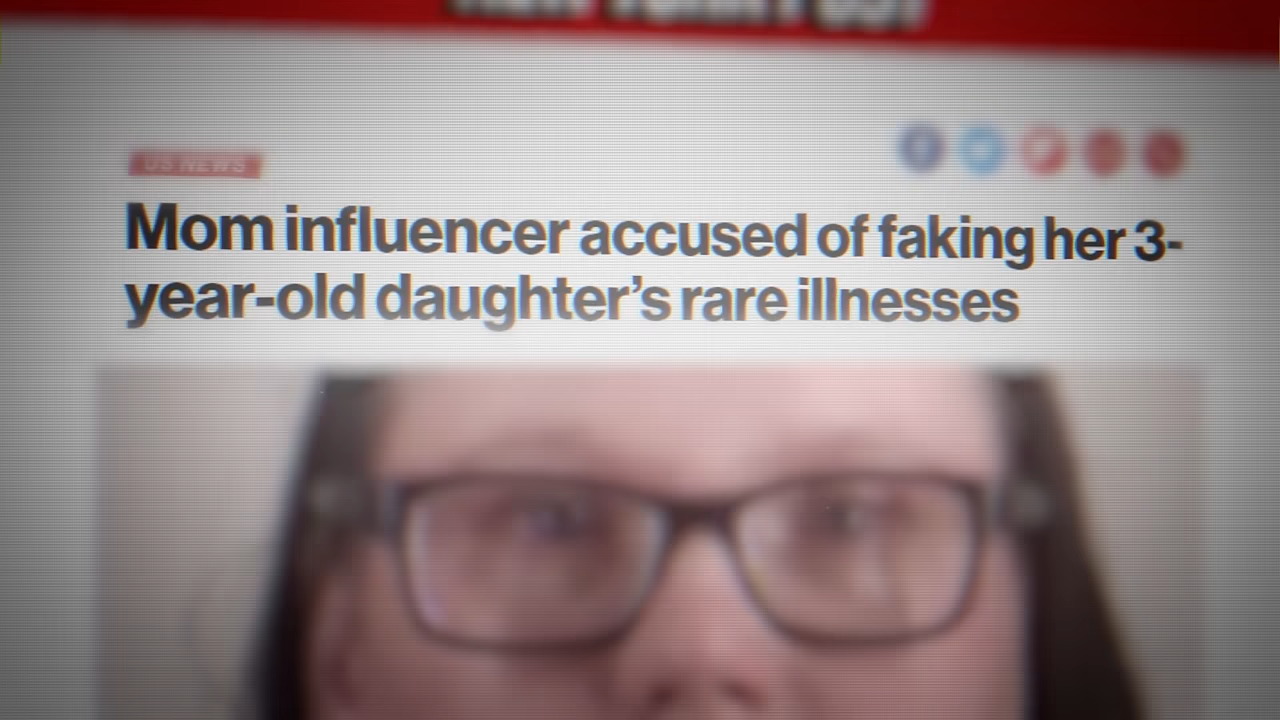 US NEWS
Mom influencer accused of faking her 3-
year-old daughter’s rare illnesses